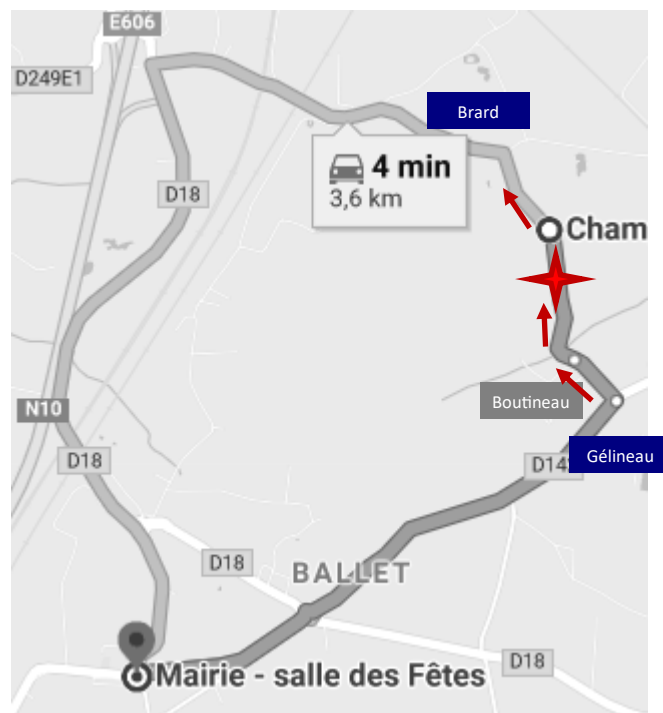 E606
D249E1
Brard
4 min
3,6 km
D18
Cham
Boutineau
N10
D18
Gélineau
D14
D18
BALLET
D18
Mairie - salle des Fêtes